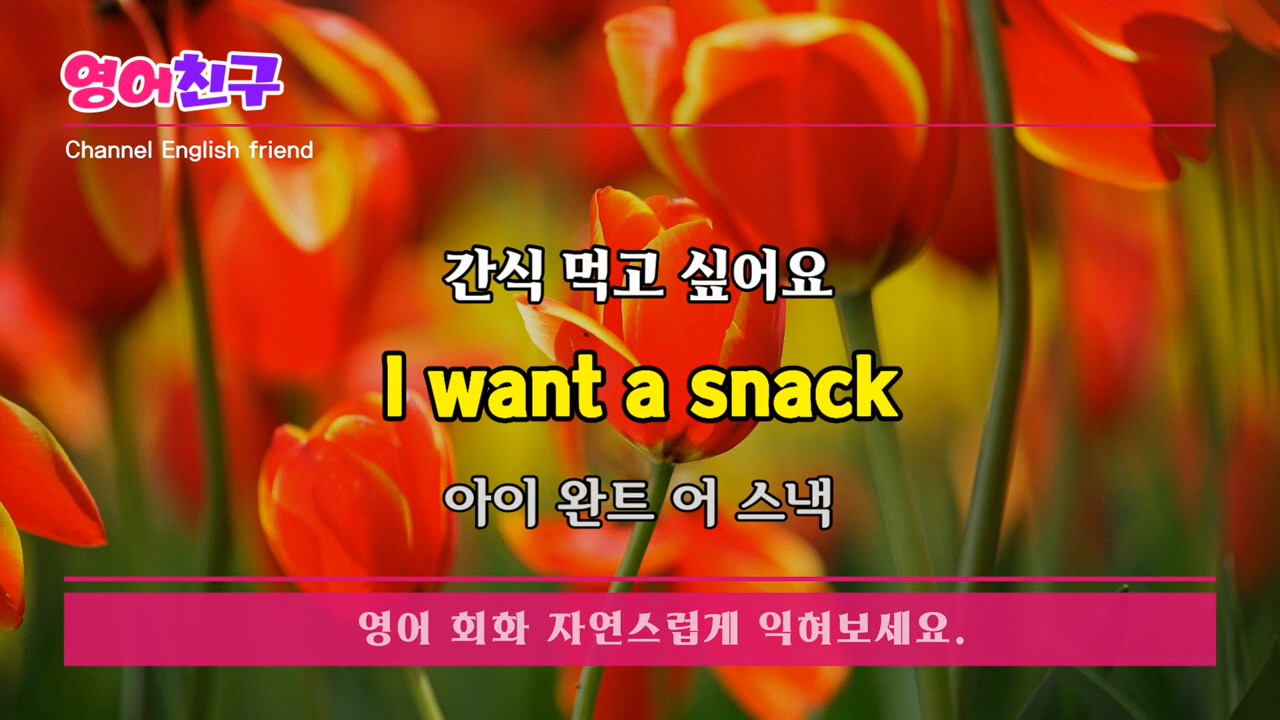 영어친구
Channel English friend
간식 먹고 싶어요
I want a snack
아이 완트 어 스낵
영어 회화 자연스럽게 익혀보세요.